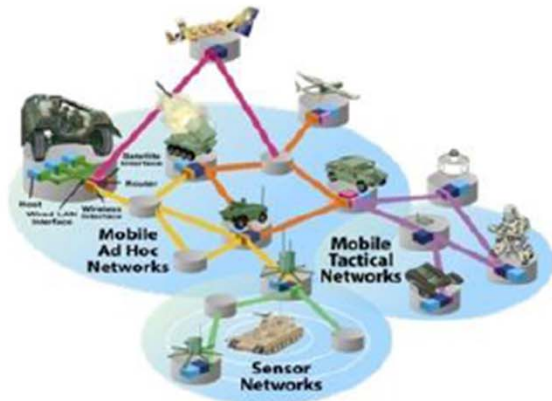 Satellite
Interface
Router
Host
Wired LAN
Interface
Wireless
Interface
Mobile
Ad Hoc
Networks
Mobile
Tactical
Networks
Sensor
Networks